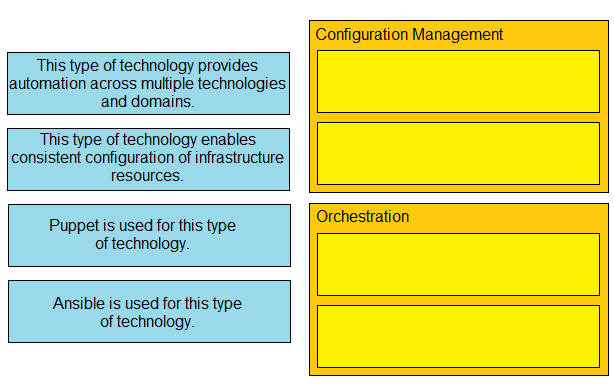 This type of technology provides
automation across multiple technologies
and domains.
This type of technology enables
consistent configuration of infrastructure
resources.
Puppet is used for this type
of technology.
Ansible is used for this type
of technology.
Configuration Management
Orchestration